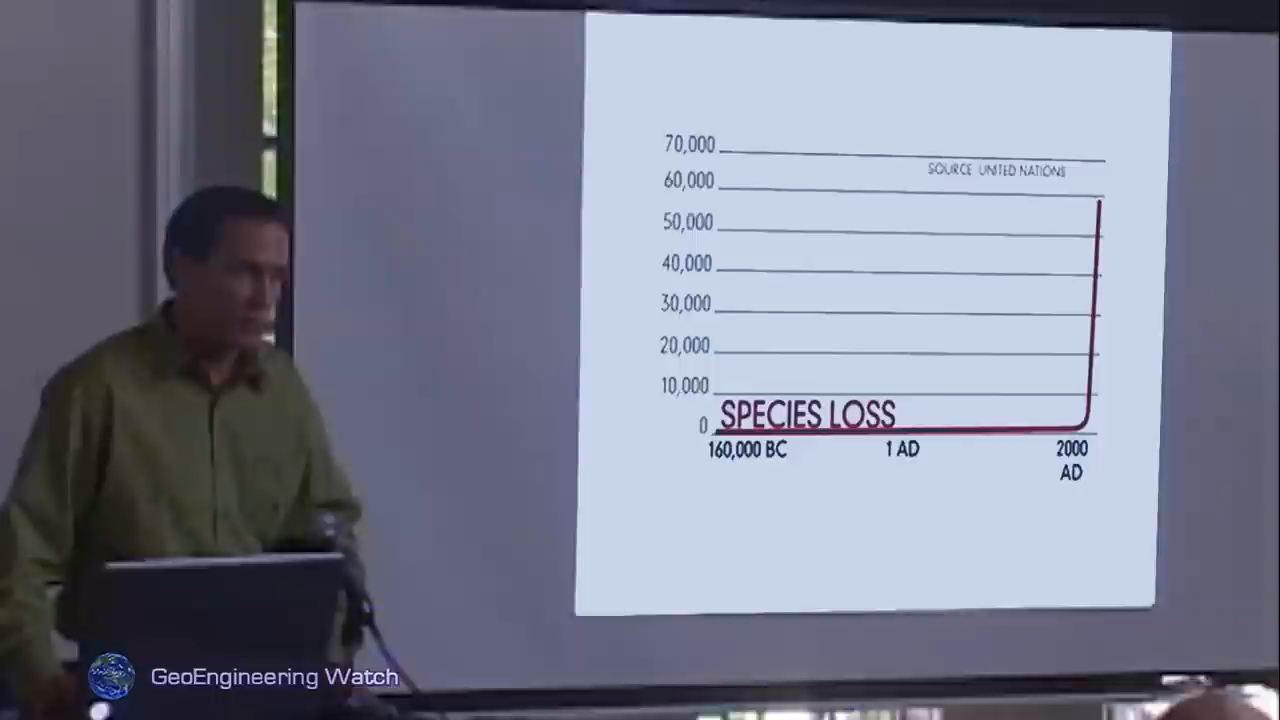 70,000
SOURCE UNITED NATIONS
60,000
50,000
40,000
30,000
20,000
10,000
SPECIES LOSS
0
160,000 BC 1 AD 2000
AD
GeoEngineering Watch